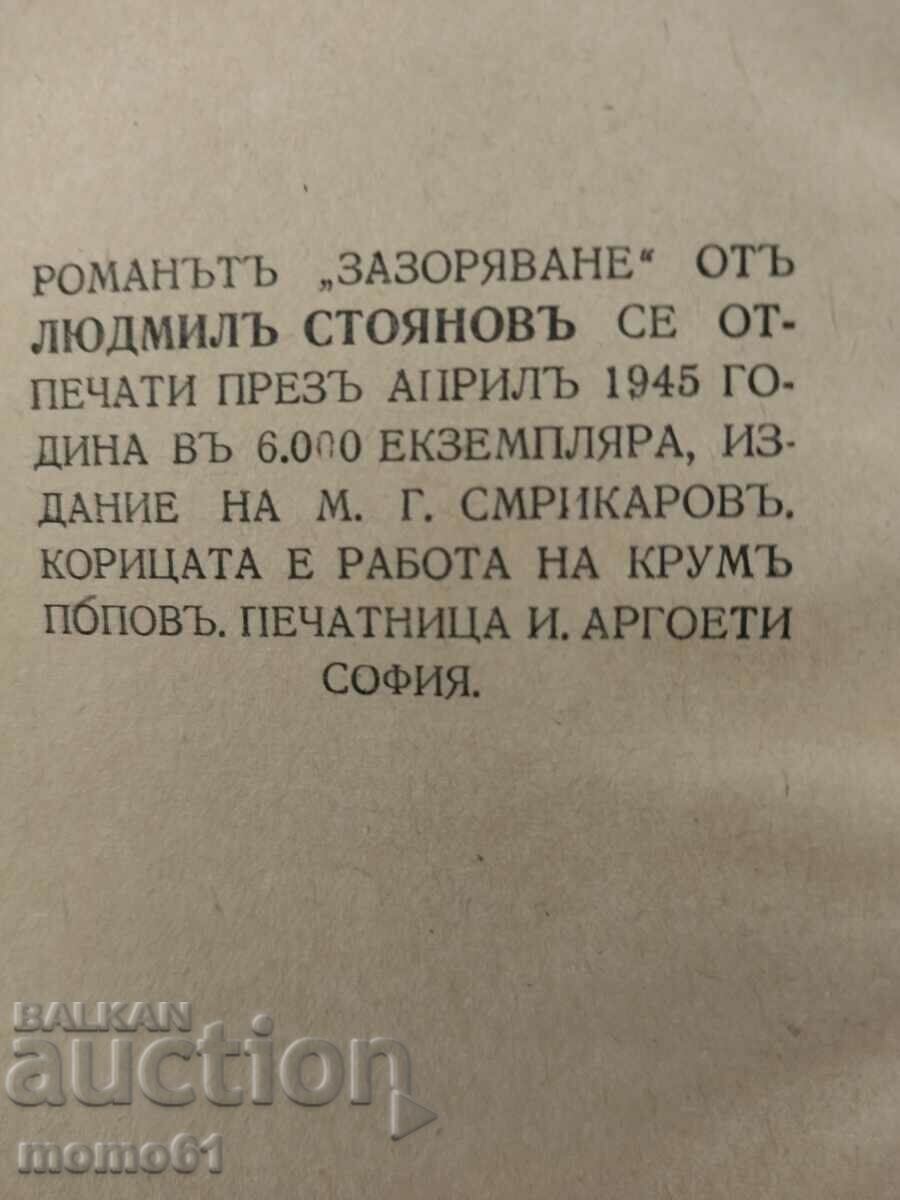 РОМАНЪТЪ „ЗАЗОРЯВАНЕ“ ОТЪ
ЛЮДМИЛЪ СТОЯНОВЪ СЕ ОТ-
ПЕЧАТИ ПРЕЗЪ АПРИЛЪ 1945 ГО-
ДИНА ВЪ 6.000 ЕКЗЕМПЛЯРА, ИЗ-
ДАНИЕ НА М. Г. СМРИКАРОВЪ.
КОРИЦАТА Е РАБОТА НА КРУМЪ
ПбПОВЪ. ПЕЧАТНИЦА И. АРГОЕТИ
СОФИЯ.
BALKAN
auction
momo61